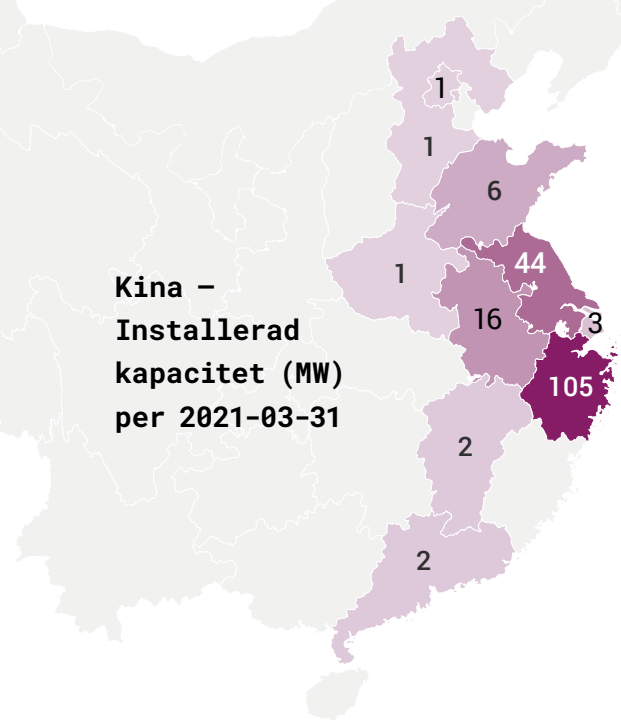 1
1
6
1
44
Kina –
Installerad
kapacitet (MW)
per 2021-03-31
16
3
105
2
2